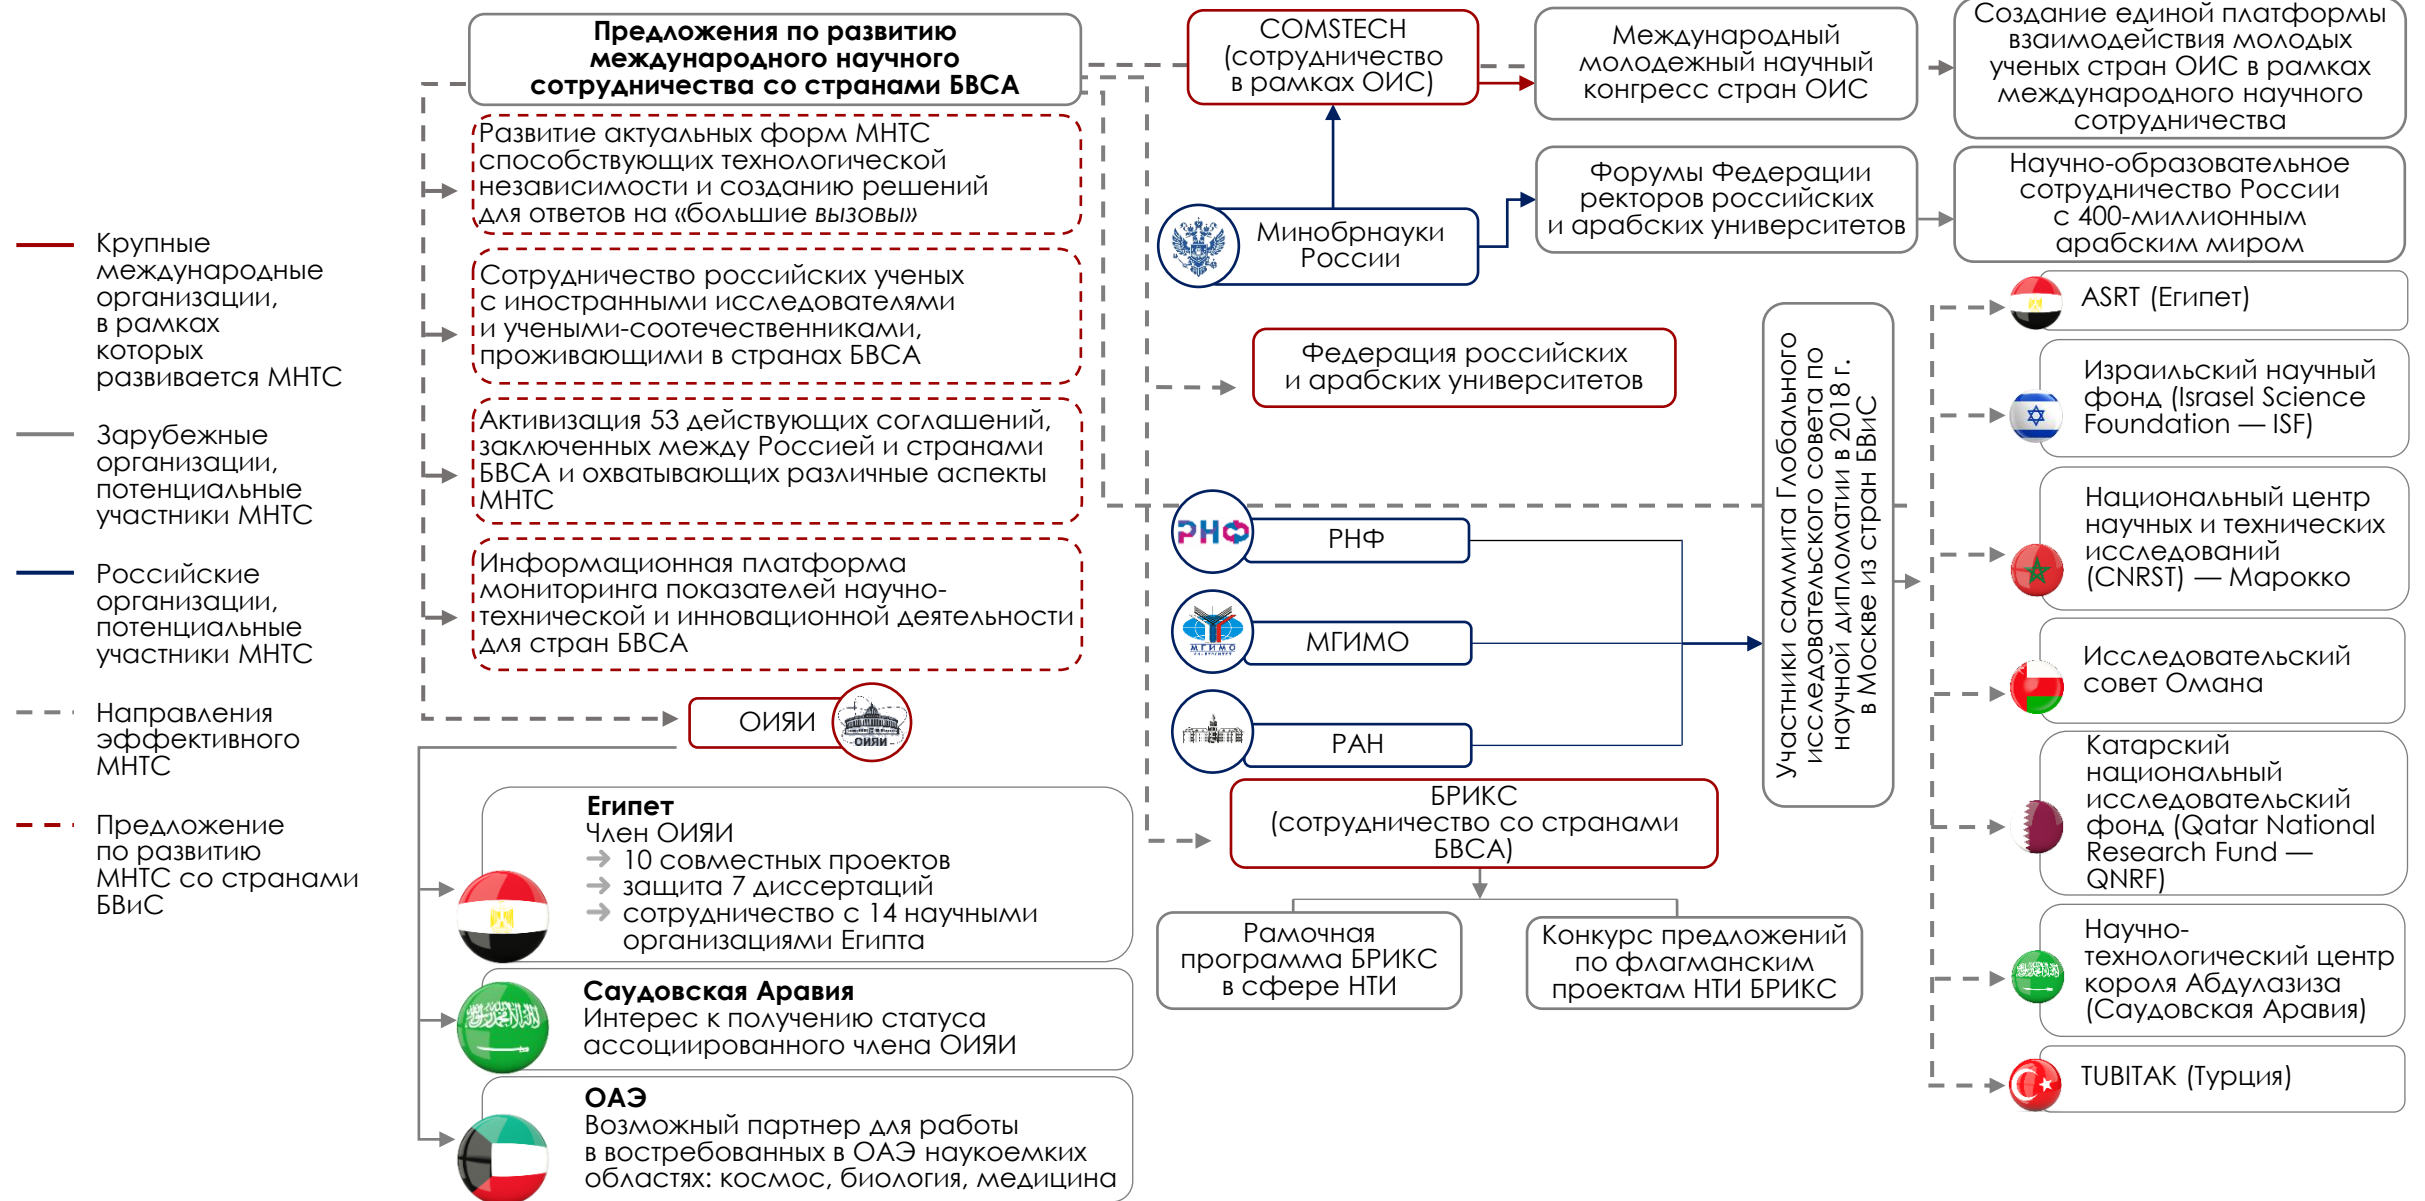 Крупные
международные
организации,
в рамках
которых
развивается МНТС
Зарубежные
организации,
потенциальные
участники МНТС
Российские
организации,
потенциальные
участники МНТС
Направления
эффективного
МНТС
Предложение
по развитию
МНТС со странами
БВиС
Предложения по развитию
международного научного
сотрудничества со странами БВСА
Развитие актуальных форм МНТС
способствующих технологической
независимости и созданию решений
для ответов на «большие вызовы»
Сотрудничество российских ученых
с иностранными исследователями
и учеными-соотечественниками,
проживающими в странах БВСА
Активизация 53 действующих соглашений,
заключенных между Россией и странами
БВСА и охватывающих различные аспекты
МНТС
Информационная платформа
мониторинга показателей научно-
технической и инновационной деятельности
для стран БВСА
ОИЯИ
ОИЯИ
Египет
Член ОИЯИ
10 совместных проектов
защита 7 диссертаций
сотрудничество с 14 научными
организациями Египта
Саудовская Аравия
Интерес к получению статуса
ассоциированного члена ОИЯИ
ОАЭ
Возможный партнер для работы
в востребованных в ОАЭ наукоемких
областях: космос, биология, медицина
COMSTECH
(сотрудничество
в рамках ОИС)
Международный
молодежный научный
конгресс стран ОИС
Создание единой платформы
взаимодействия молодых
ученых стран ОИС в рамках
международного научного
сотрудничества
Минобрнауки
России
Форумы Федерации
ректоров российских
и арабских университетов
Научно-образовательное
сотрудничество России
с 400-миллионным
арабским миром
Федерация российских
и арабских университетов
РНФ
РНФ
МГИМО
МГИМО
РАН
Участники саммита Глобального
исследовательского совета по
научной дипломатии в 2018 г.
в Москве из стран БВиС
БРИКС
(сотрудничество со странами
БВСА)
Рамочная
программа БРИКС
в сфере НТИ
Конкурс предложений
по флагманским
проектам НТИ БРИКС
ASRT (Египет)
Израильский научный
фонд (Israsel Science
Foundation — ISF)
Национальный центр
научных и технических
исследований
(CNRST) — Марокко
Исследовательский
совет Омана
Катарский
национальный
исследовательский
фонд (Qatar National
Research Fund —
QNRF)
Научно-
технологический центр
короля Абдулазиза
(Саудовская Аравия)
TUBITAK (Турция)